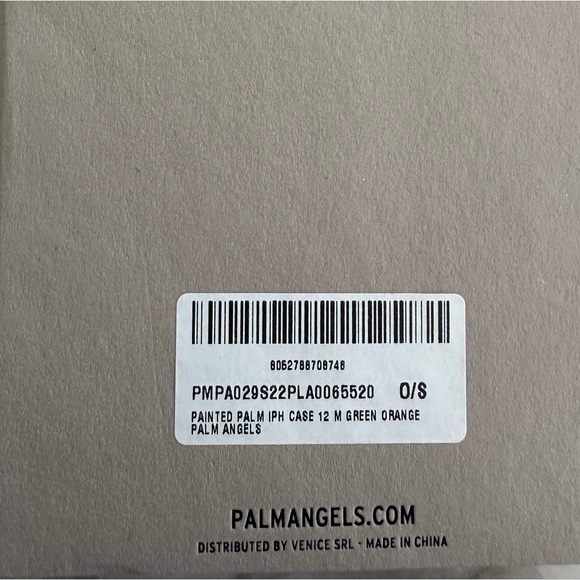 8052788708748
PMPA029S22PLA0065520 O/S
PAINTED PALM IPH CASE 12 M GREEN ORANGE
PALM ANGELS
PALMANGELS.COM
DISTRIBUTED BY VENICE SRL - MADE IN CHINA